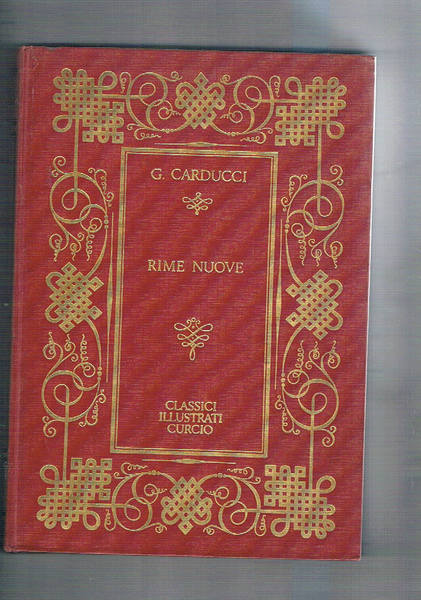 G. CARDUCCI
RIME NUOVE
CLASSICI
ILLUSTRATI
CURCIO